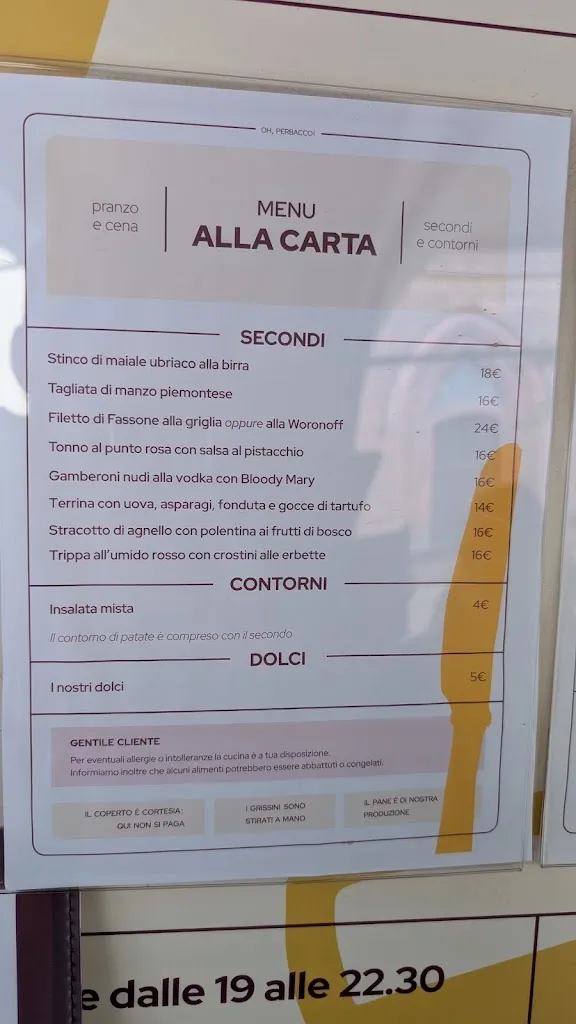 OH, PERBACCO!
pranzo
e cena
MENU
ALLA CARTA
secondi
e contorni
SECONDI
Stinco di maiale ubriaco alla birra 18€
Tagliata di manzo piemontese 16€
Filetto di Fassone alla griglia oppure alla Woronoff 24€
Tonno al punto rosa con salsa al pistacchio 16€
Gamberoni nudi alla vodka con Bloody Mary 16€
Terrina con uova, asparagi, fonduta e gocce di tartufo 14€
Stracotto di agnello con polentina ai frutti di bosco 16€
Trippa all'umido rosso con crostini alle erbette 16€
CONTORNI
Insalata mista 4€
Il contorno di patate è compreso con il secondo
DOLCI
I nostri dolci 5€
GENTILE CLIENTE
Per eventuali allergie o intolleranze la cucina è a tua disposizione.
Informiamo inoltre che alcuni alimenti potrebbero essere abbattuti o congelati.
IL COPERTO È CORTESIA:
QUI NON SI PAGA
I GRISSINI SONO
STIRATI A MANO
IL PANE È DI NOSTRA
PRODUZIONE
e dalle 19 alle 22.30